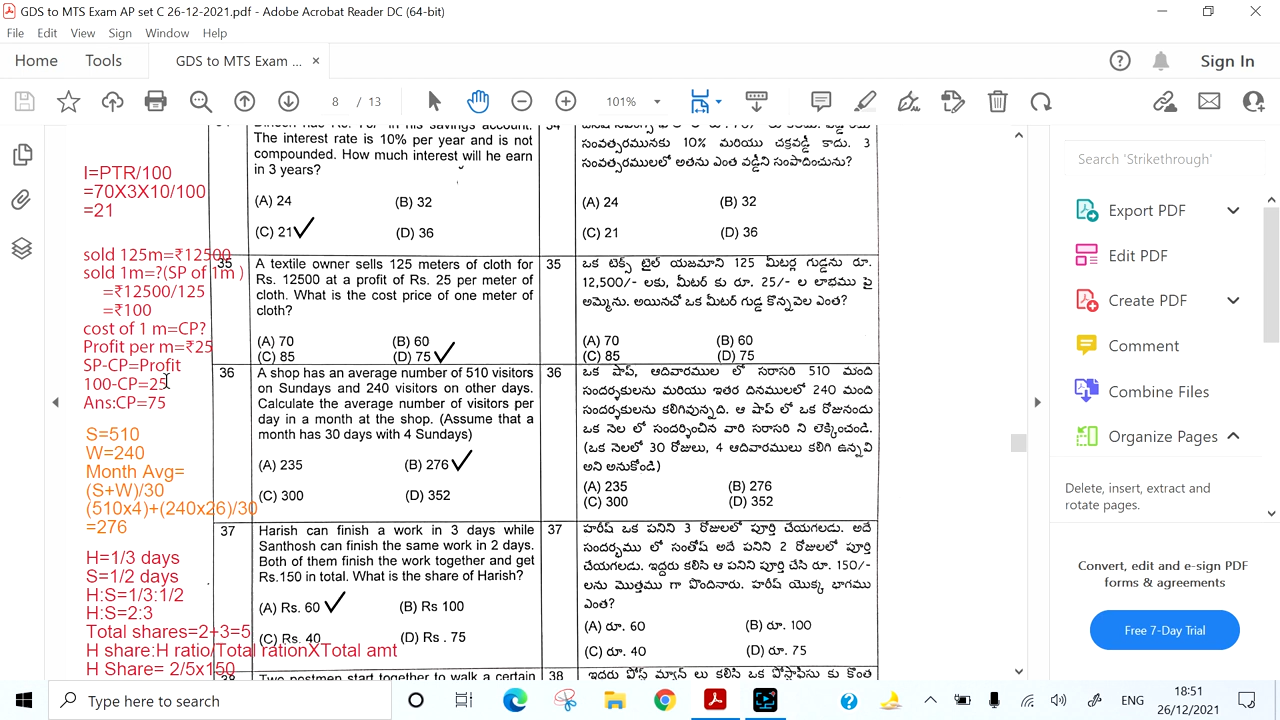 GDS to MTS Exam AP set C 26-12-2021.pdf - Adobe Acrobat Reader DC (64-bit)
File Edit View Sign Window Help
Home Tools GDS to MTS Exam ... × Sign In
8 / 13 101%
I=PTR/100
=70X3X10/100
=21
sold 125m=₹12500
sold 1m=?(SP of 1m )
=₹12500/125
=₹100
cost of 1 m=CP?
Profit per m=₹25
SP-CP=Profit
100-CP=25
Ans:CP=75
S=510
W=240
Month Avg=
(S+W)/30
(510x4)+(240x26)/30
=276
H=1/3 days
S=1/2 days
H:S=1/3:1/2
H:S=2:3
Total shares=2+3=5
H share:H ratio/Total rationXTotal amt
H Share= 2/5x150
in his savings account.
The interest rate is 10% per year and is not
compounded. How much interest will he earn
in 3 years?
(A) 24 (B) 32
(C) 21 (D) 36
35 A textile owner sells 125 meters of cloth for
Rs. 12500 at a profit of Rs. 25 per meter of
cloth. What is the cost price of one meter of
cloth?
(A) 70 (B) 60
(C) 85 (D) 75
36 A shop has an average number of 510 visitors
on Sundays and 240 visitors on other days.
Calculate the average number of visitors per
day in a month at the shop. (Assume that a
month has 30 days with 4 Sundays)
(A) 235 (B) 276
(C) 300 (D) 352
37 Harish can finish a work in 3 days while
Santhosh can finish the same work in 2 days.
Both of them finish the work together and get
Rs.150 in total. What is the share of Harish?
(A) Rs. 60 (B) Rs 100
(C) Rs. 40 (D) Rs . 75
38 Two postmen start together to walk a certain
34
సంవత్సరమునకు 10% మరియు చక్రవడ్డీ కాదు. 3
సంవత్సరములలో అతను ఎంత వడ్డీని సంపాదించును?
(A) 24 (B) 32
(C) 21 (D) 36
35 ఒక టెక్స్ టైల్ యజమాని 125 మీటర్ల గుడ్డను రూ.
12,500/- లకు, మీటర్ కు రూ. 25/- ల లాభము పై
అమ్మెను. అయినచో ఒక మీటర్ గుడ్డ కొన్నవెల ఎంత?
(A) 70 (B) 60
(C) 85 (D) 75
36 ఒక షాప్, ఆదివారముల లో సరాసరి 510 మంది
సందర్శకులను మరియు ఇతర దినములలో 240 మంది
సందర్శకులను కలిగివున్నది. ఆ షాప్ లో ఒక రోజునందు
ఒక నెల లో సందర్శించిన వారి సరాసరి ని లెక్కించండి.
(ఒక నెలలో 30 రోజులు, 4 ఆదివారములు కలిగి ఉన్నవి
అని అనుకోండి)
(A) 235 (B) 276
(C) 300 (D) 352
37 హరీష్ ఒక పనిని 3 రోజులలో పూర్తి చేయగలడు. అదే
సందర్భము లో సంతోష్ అదే పనిని 2 రోజులలో పూర్తి
చేయగలడు. ఇద్దరు కలిసి ఆ పనిని పూర్తి చేసి రూ. 150/-
లను మొత్తము గా పొందినారు. హరీష్ యొక్క భాగము
ఎంత?
(A) రూ. 60 (B) రూ. 100
(C) రూ. 40 (D) రూ. 75
38 ఇద్దరు పోస్ట్ మ్యాన్ లు కలిసి ఒక పోస్టాఫీసు కు కొంత
Search 'Strikethrough'
Export PDF
Edit PDF
Create PDF
Comment
Combine Files
Organize Pages
Delete, insert, extract and
rotate pages.
Convert, edit and e-sign PDF
forms & agreements
Free 7-Day Trial
Type here to search
ENG
18:51
26/12/2021